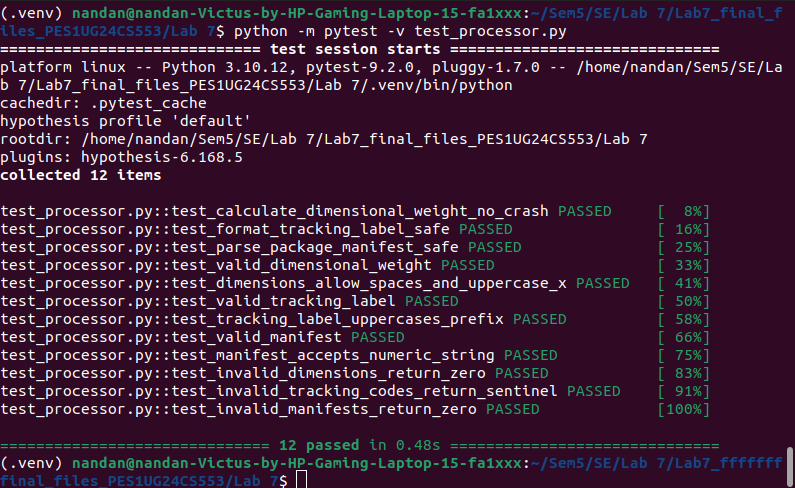 (.venv) nandan@nandan-Victus-by-HP-Gaming-Laptop-15-fa1xxx:~/Sem5/SE/Lab 7/Lab7_final_f
iles_PES1UG24CS553/Lab 7$ python -m pytest -v test_processor.py
============================= test session starts ==============================
platform linux -- Python 3.10.12, pytest-9.2.0, pluggy-1.7.0 -- /home/nandan/Sem5/SE/La
b 7/Lab7_final_files_PES1UG24CS553/Lab 7/.venv/bin/python
cachedir: .pytest_cache
hypothesis profile 'default'
rootdir: /home/nandan/Sem5/SE/Lab 7/Lab7_final_files_PES1UG24CS553/Lab 7
plugins: hypothesis-6.168.5
collected 12 items
test_processor.py::test_calculate_dimensional_weight_no_crash PASSED [  8%]
test_processor.py::test_format_tracking_label_safe PASSED [ 16%]
test_processor.py::test_parse_package_manifest_safe PASSED [ 25%]
test_processor.py::test_valid_dimensional_weight PASSED [ 33%]
test_processor.py::test_dimensions_allow_spaces_and_uppercase_x PASSED [ 41%]
test_processor.py::test_valid_tracking_label PASSED [ 50%]
test_processor.py::test_tracking_label_uppercases_prefix PASSED [ 58%]
test_processor.py::test_valid_manifest PASSED [ 66%]
test_processor.py::test_manifest_accepts_numeric_string PASSED [ 75%]
test_processor.py::test_invalid_dimensions_return_zero PASSED [ 83%]
test_processor.py::test_invalid_tracking_codes_return_sentinel PASSED [ 91%]
test_processor.py::test_invalid_manifests_return_zero PASSED [100%]
============================== 12 passed in 0.48s ==============================
(.venv) nandan@nandan-Victus-by-HP-Gaming-Laptop-15-fa1xxx:~/Sem5/SE/Lab 7/Lab7_fffffff
final_files_PES1UG24CS553/Lab 7$